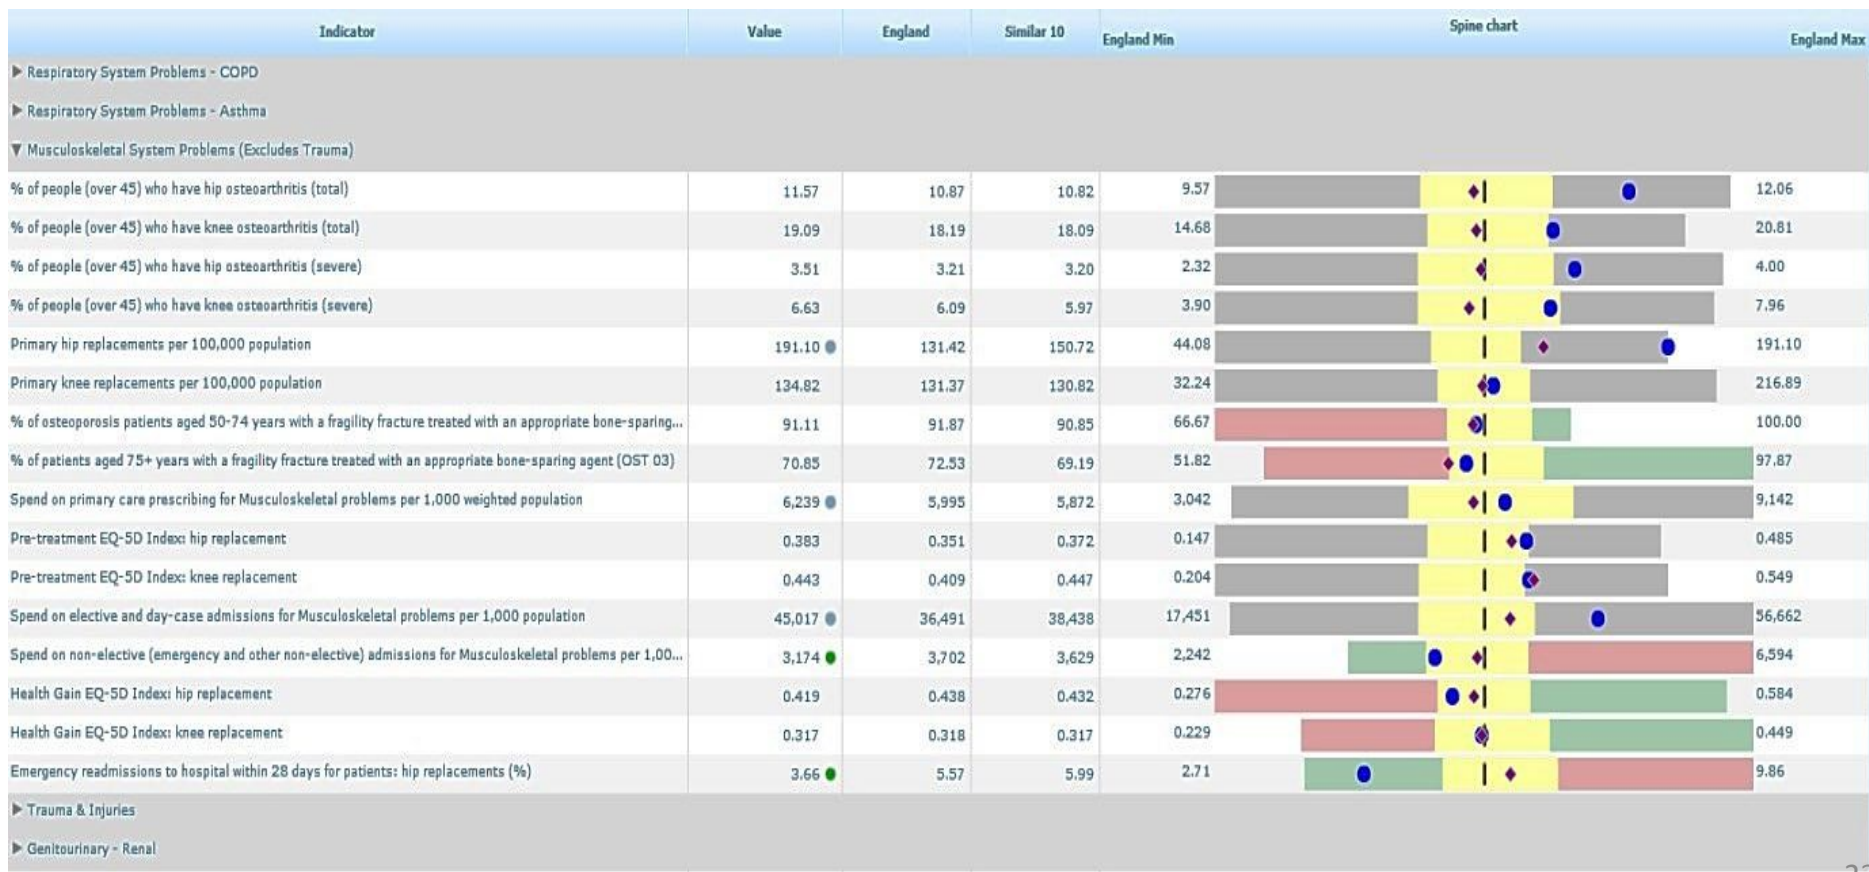 Indicator Value England Similar 10 England Min Spine chart England Max
Respiratory System Problems - COPD
Respiratory System Problems - Asthma
Musculoskeletal System Problems (Excludes Trauma)
% of people (over 45) who have hip osteoarthritis (total) 11.57 10.87 10.82 9.57 12.06
% of people (over 45) who have knee osteoarthritis (total) 19.09 18.19 18.09 14.68 20.81
% of people (over 45) who have hip osteoarthritis (severe) 3.51 3.21 3.20 2.32 4.00
% of people (over 45) who have knee osteoarthritis (severe) 6.63 6.09 5.97 3.90 7.96
Primary hip replacements per 100,000 population 191.10 131.42 150.72 44.08 191.10
Primary knee replacements per 100,000 population 134.82 131.37 130.82 32.24 216.89
% of osteoporosis patients aged 50-74 years with a fragility fracture treated with an appropriate bone-sparing... 91.11 91.87 90.85 66.67 100.00
% of patients aged 75+ years with a fragility fracture treated with an appropriate bone-sparing agent (OST 03) 70.85 72.53 69.19 51.82 97.87
Spend on primary care prescribing for Musculoskeletal problems per 1,000 weighted population 6,239 5,995 5,872 3,042 9,142
Pre-treatment EQ-5D Index: hip replacement 0.383 0.351 0.372 0.147 0.485
Pre-treatment EQ-5D Index: knee replacement 0.443 0.409 0.447 0.204 0.549
Spend on elective and day-case admissions for Musculoskeletal problems per 1,000 population 45,017 36,491 38,438 17,451 56,662
Spend on non-elective (emergency and other non-elective) admissions for Musculoskeletal problems per 1,00... 3,174 3,702 3,629 2,242 6,594
Health Gain EQ-5D Index: hip replacement 0.419 0.438 0.432 0.276 0.584
Health Gain EQ-5D Index: knee replacement 0.317 0.318 0.317 0.229 0.449
Emergency readmissions to hospital within 28 days for patients: hip replacements (%) 3.66 5.57 5.99 2.71 9.86
Trauma & Injuries
Genitourinary - Renal